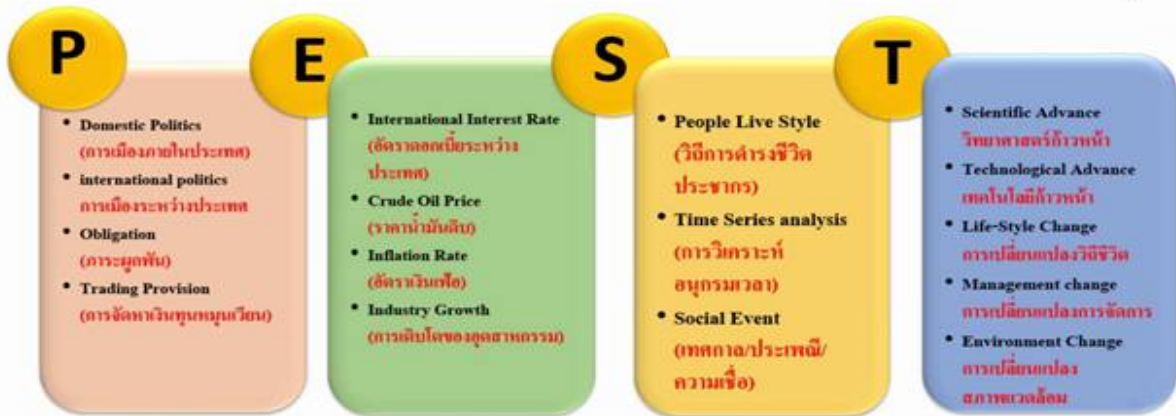 P
Domestic Politics
(การเมืองภายในประเทศ)
international politics
การเมืองระหว่างประเทศ
Obligation
(ภาระผูกพัน)
Trading Provision
(การจัดหาเงินทุนหมุนเวียน)
E
International Interest Rate
(อัตราดอกเบี้ยระหว่าง
ประเทศ)
Crude Oil Price
(ราคาน้ำมันดิบ)
Inflation Rate
(อัตราเงินเฟ้อ)
Industry Growth
(การเติบโตของอุตสาหกรรม)
S
People Live Style
(วิถีการดำรงชีวิต
ประชากร)
Time Series analysis
(การวิเคราะห์
อนุกรมเวลา)
Social Event
(เทศกาล/ประเพณี/
ความเชื่อ)
T
Scientific Advance
วิทยาศาสตร์ก้าวหน้า
Technological Advance
เทคโนโลยีก้าวหน้า
Life-Style Change
การเปลี่ยนแปลงวิถีชีวิต
Management change
การเปลี่ยนแปลงการจัดการ
Environment Change
การเปลี่ยนแปลง
สภาพแวดล้อม